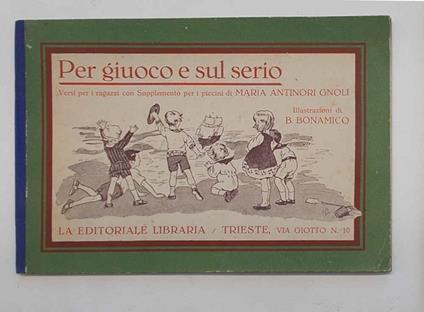 Per giuoco e sul serio
Versi per i ragazzi con Supplemento per i piccini di MARIA ANTINORI GNOLI
Illustrazioni di
B. BONAMICO
LA EDITORIALE LIBRARIA / TRIESTE, VIA GIOTTO N. 10